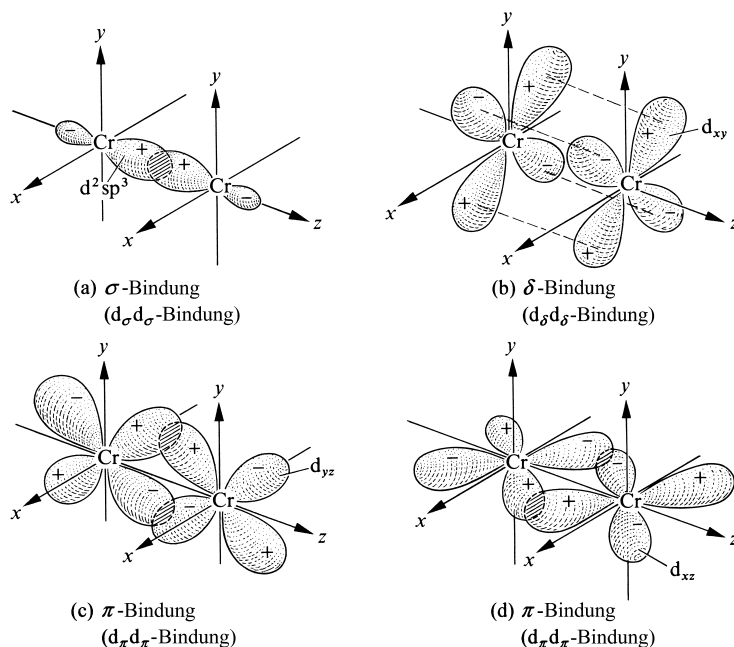 y
y
− Cr + + Cr −
d²sp³
x
x
z
(a) σ-Bindung
(dσdσ-Bindung)
y
y
+ − Cr − + + − Cr − +
dxy
x
x
z
(b) δ-Bindung
(dδdδ-Bindung)
y
y
− + + − Cr + − − Cr +
dyz
x
x
z
(c) π-Bindung
(dπdπ-Bindung)
y
y
+ − − − Cr + + Cr + −
dxz
x
x
z
(d) π-Bindung
(dπdπ-Bindung)